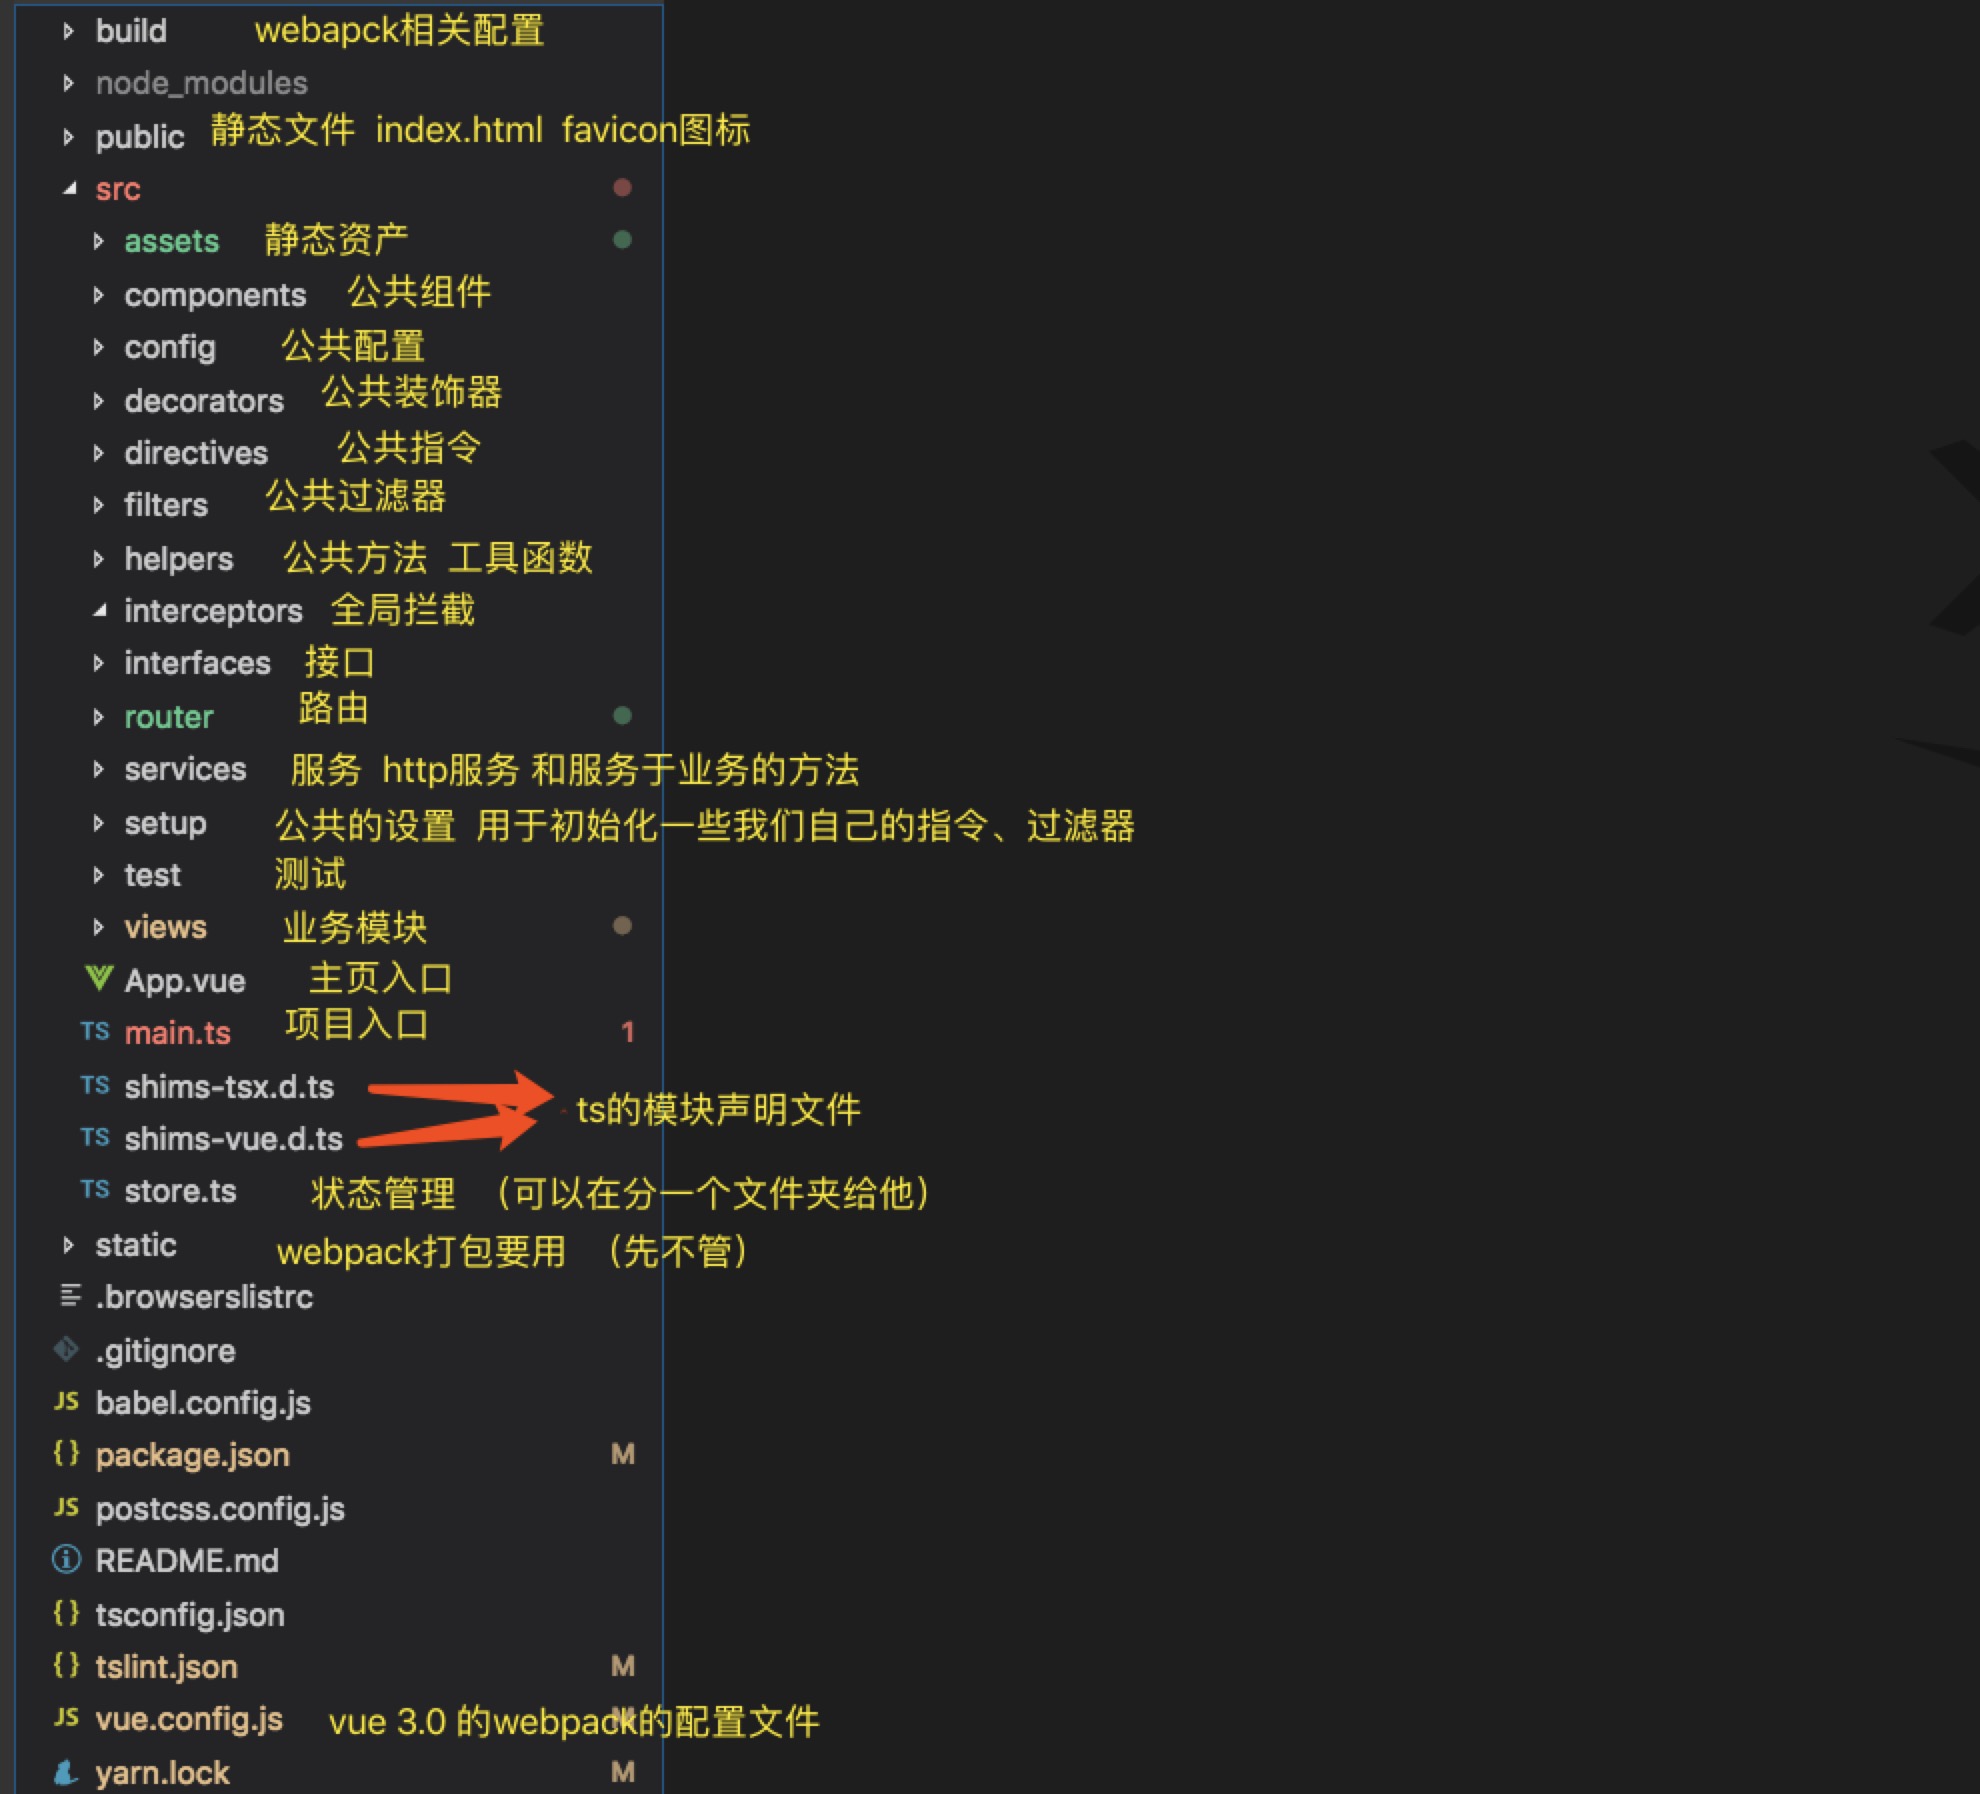 build webapck相关配置
node_modules
public 静态文件 index.html favicon图标
src
assets 静态资产
components 公共组件
config 公共配置
decorators 公共装饰器
directives 公共指令
filters 公共过滤器
helpers 公共方法 工具函数
interceptors 全局拦截
interfaces 接口
router 路由
services 服务 http服务 和服务于业务的方法
setup 公共的设置 用于初始化一些我们自己的指令、过滤器
test 测试
views 业务模块
App.vue 主页入口
TS main.ts 项目入口 1
TS shims-tsx.d.ts
ts的模块声明文件
TS shims-vue.d.ts
TS store.ts 状态管理 （可以在分一个文件夹给他）
static webpack打包要用 （先不管）
.browserslistrc
.gitignore
JS babel.config.js
{} package.json M
JS postcss.config.js
README.md
{} tsconfig.json
{} tslint.json M
JS vue.config.js vue 3.0 的webpack的配置文件 M
yarn.lock M